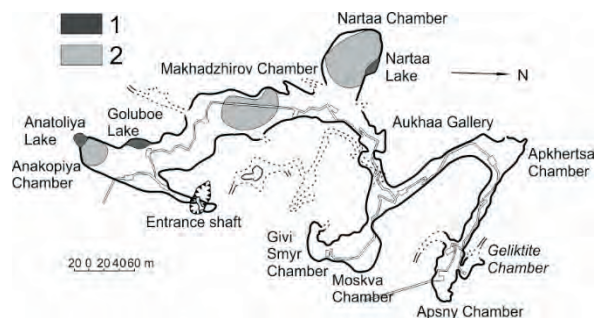 1
2
Nartaa Chamber
Makhadzhirov Chamber
Nartaa
Lake
N
Anatoliya
Lake
Goluboe
Lake
Aukhaa Gallery
Anakopiya
Chamber
Apkhertsa
Chamber
Entrance shaft
Givi
Smyr
Chamber
Moskva
Chamber
Geliktite
Chamber
20 0 20 40 60 m
Apsny Chamber